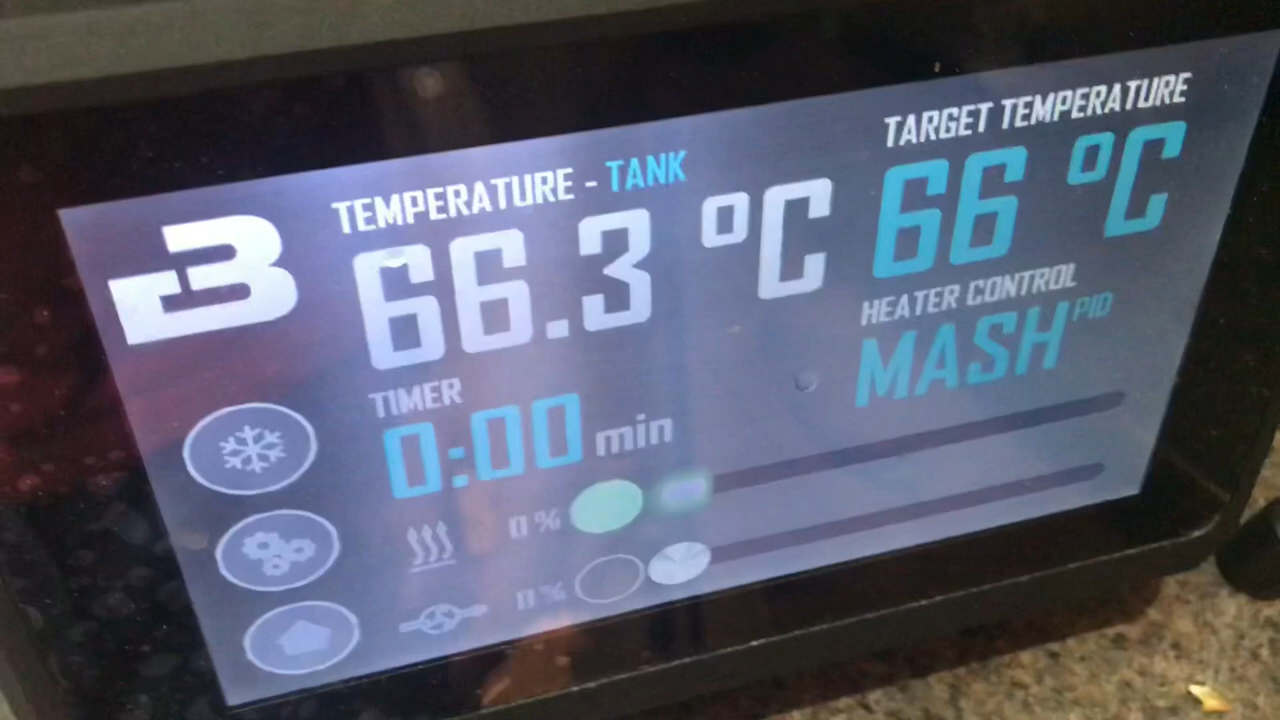 B
TEMPERATURE - TANK
66.3 °C
TARGET TEMPERATURE
66 °C
HEATER CONTROL
MASH PID
TIMER
0:00 min
0 %
0 %